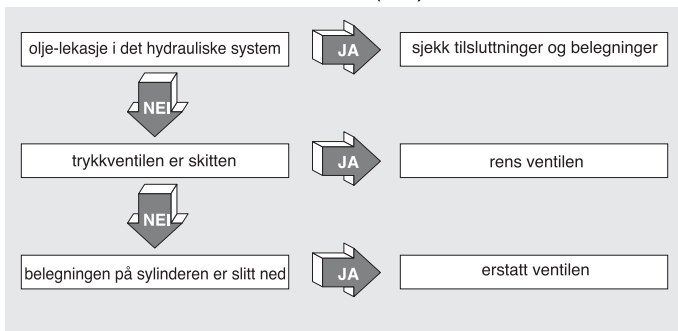 olje-lekasje i det hydrauliske system JA sjekk tilsluttninger og belegninger
NEI
trykkventilen er skitten JA rens ventilen
NEI
belegningen på sylinderen er slitt ned JA erstatt ventilen